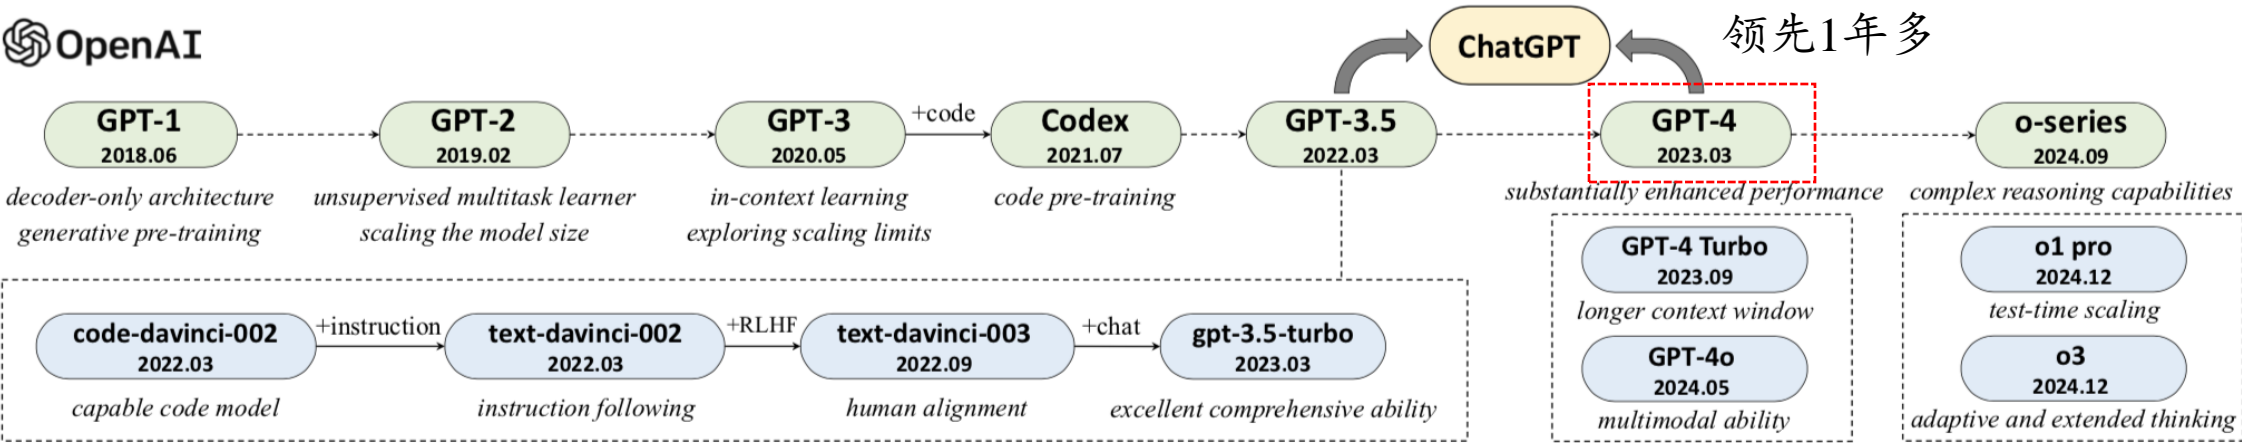 OpenAI
ChatGPT
领先1年多
GPT-1
2018.06
decoder-only architecture
generative pre-training
GPT-2
2019.02
unsupervised multitask learner
scaling the model size
GPT-3
2020.05
in-context learning
exploring scaling limits
+code
Codex
2021.07
code pre-training
GPT-3.5
2022.03
GPT-4
2023.03
substantially enhanced performance
o-series
2024.09
complex reasoning capabilities
code-davinci-002
2022.03
capable code model
+instruction
text-davinci-002
2022.03
instruction following
+RLHF
text-davinci-003
2022.09
human alignment
+chat
gpt-3.5-turbo
2023.03
excellent comprehensive ability
GPT-4 Turbo
2023.09
longer context window
GPT-4o
2024.05
multimodal ability
o1 pro
2024.12
test-time scaling
o3
2024.12
adaptive and extended thinking